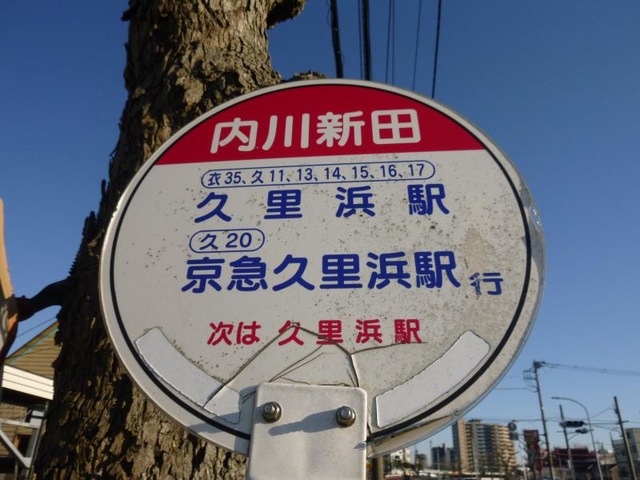 内川新田
衣35、久11、13、14、15、16、17
久里浜駅
久20
京急久里浜駅行
次は 久里浜駅